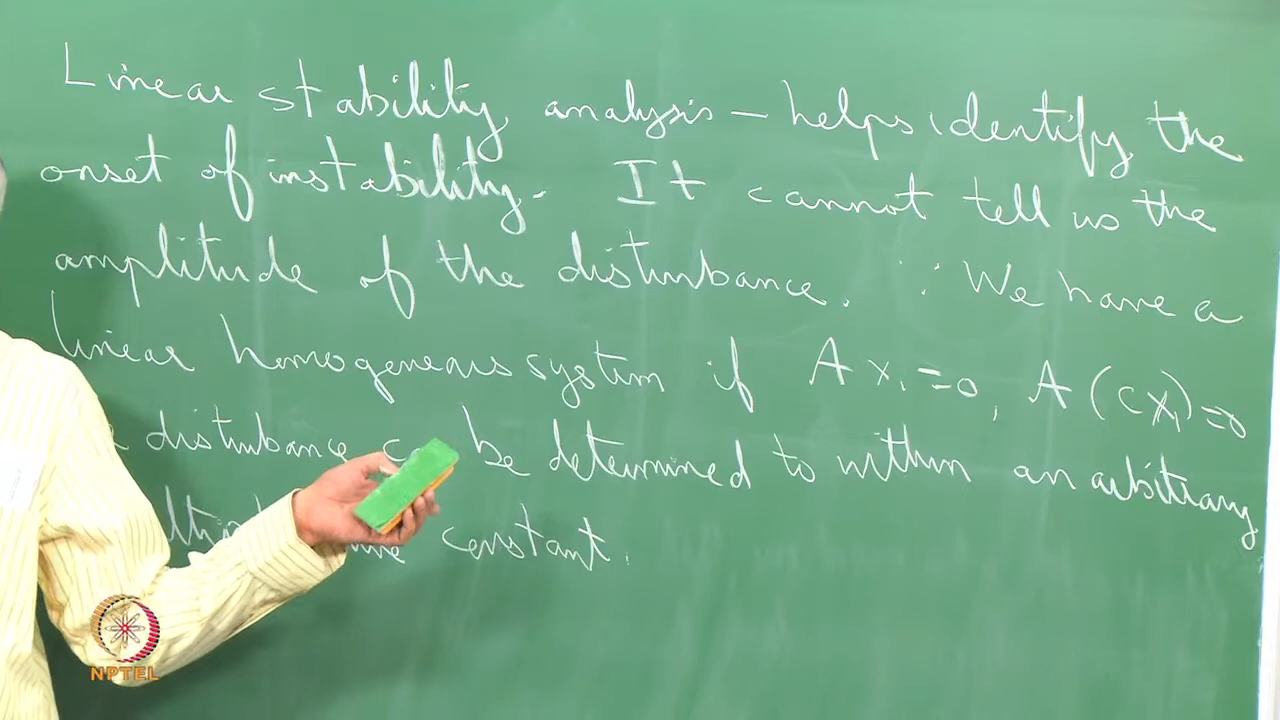 Linear stability analysis – helps identify the
onset of instability. It cannot tell us the
amplitude of the disturbance. ∵ We have a
linear homogeneous system if Ax₁ = 0, A(cx₁) = 0
disturbance be determined to within an arbitrary
constant.
NPTEL